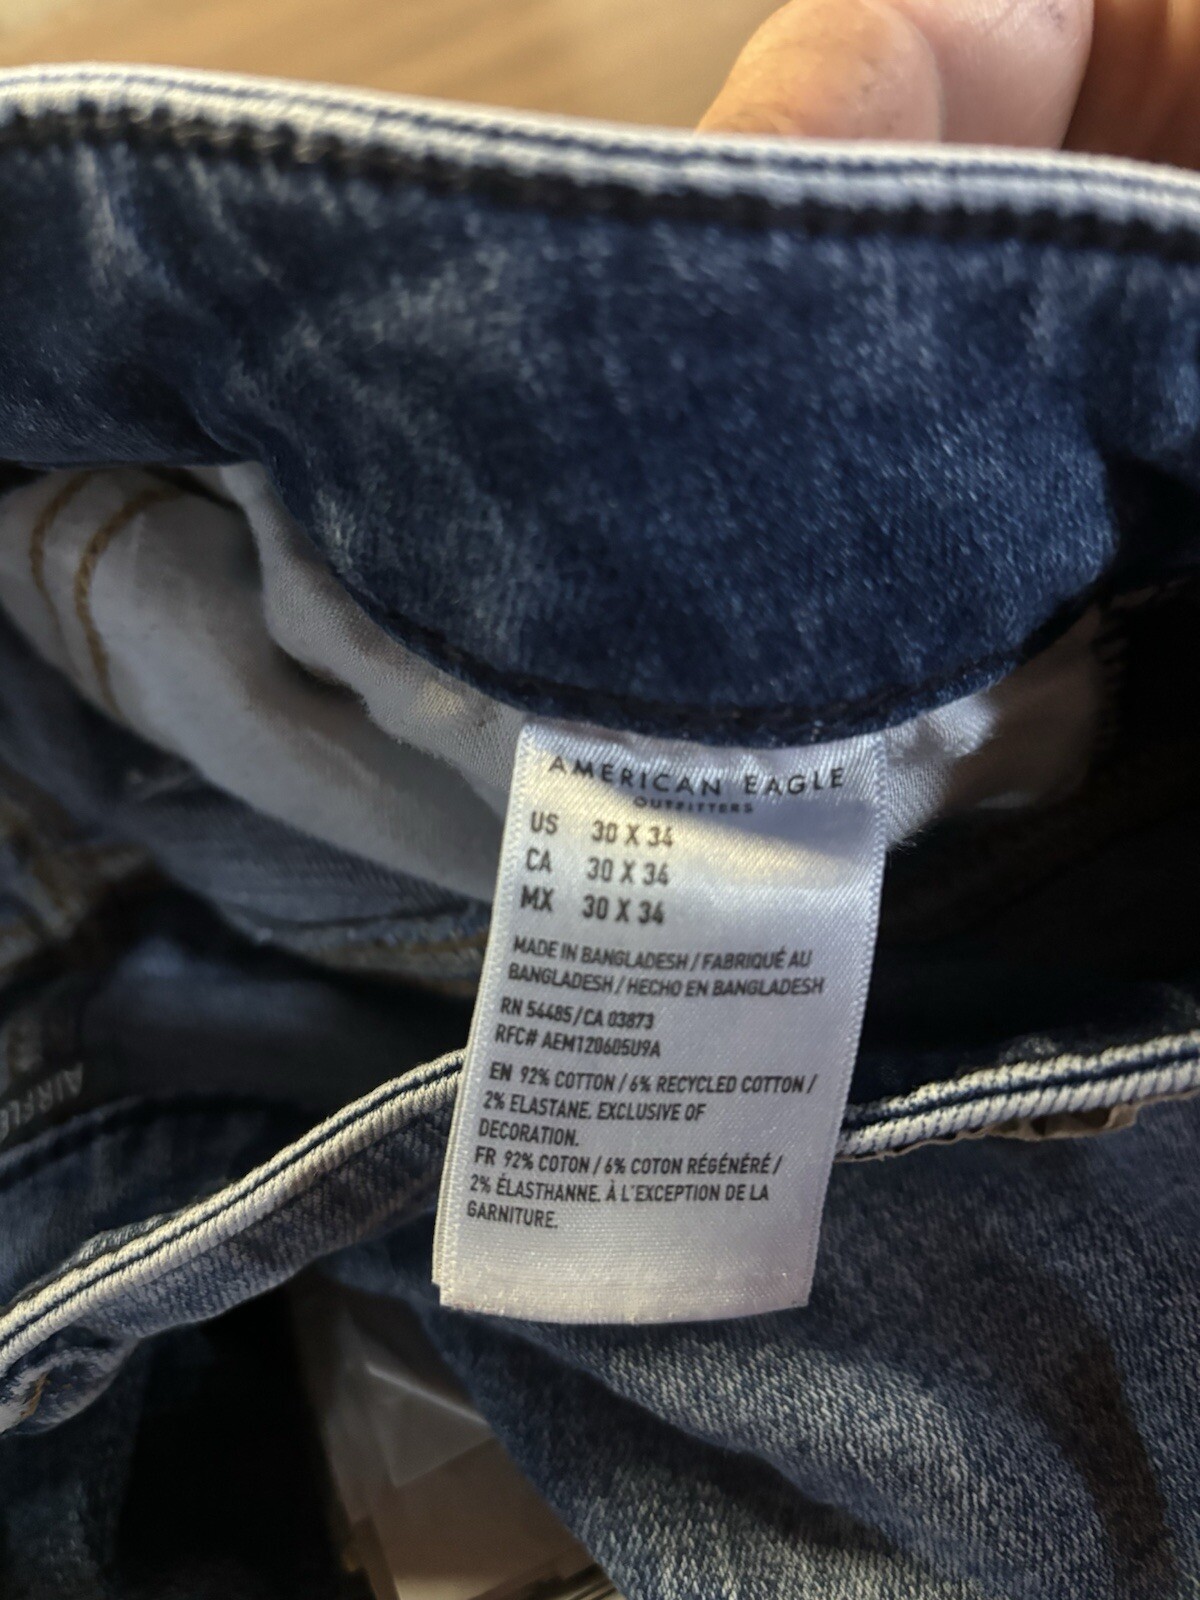 AMERICAN EAGLE
OUTFITTERS
US 30 X 34
CA 30 X 34
MX 30 X 34
MADE IN BANGLADESH / FABRIQUÉ AU
BANGLADESH / HECHO EN BANGLADESH
RN 54485/CA 03873
RFC# AEM120605U9A
EN 92% COTTON / 6% RECYCLED COTTON /
2% ELASTANE. EXCLUSIVE OF
DECORATION.
FR 92% COTON / 6% COTON RÉGÉNÉRÉ /
2% ÉLASTHANNE. À L'EXCEPTION DE LA
GARNITURE.